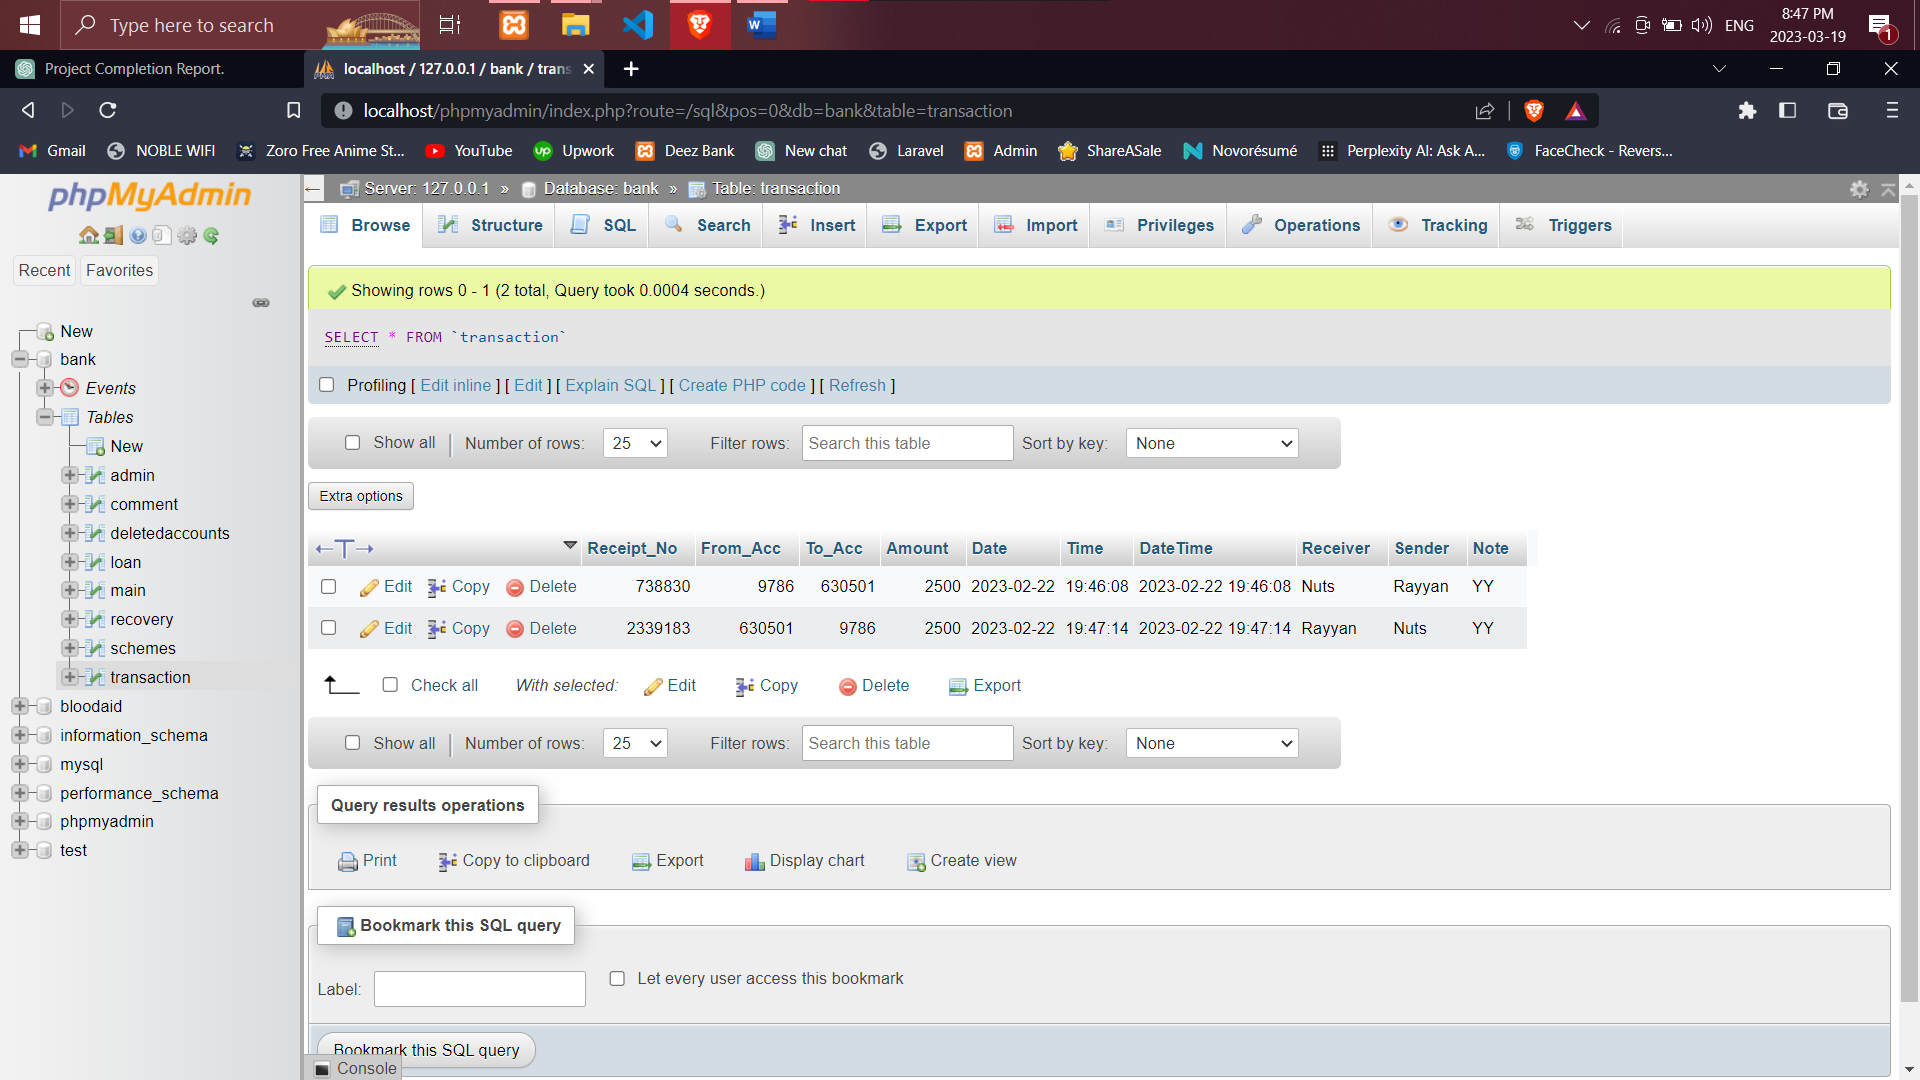 Type here to search
ENG
8:47 PM
2023-03-19
1
Project Completion Report.
localhost / 127.0.0.1 / bank / trans
localhost/phpmyadmin/index.php?route=/sql&pos=0&db=bank&table=transaction
Gmail NOBLE WIFI Zoro Free Anime St... YouTube Upwork Deez Bank New chat Laravel Admin ShareASale Novorésumé Perplexity AI: Ask A... FaceCheck - Revers...
phpMyAdmin
Recent Favorites
New
bank
Events
Tables
New
admin
comment
deletedaccounts
loan
main
recovery
schemes
transaction
bloodaid
information_schema
mysql
performance_schema
phpmyadmin
test
Server: 127.0.0.1 » Database: bank » Table: transaction
Browse Structure SQL Search Insert Export Import Privileges Operations Tracking Triggers
Showing rows 0 - 1 (2 total, Query took 0.0004 seconds.)
SELECT * FROM `transaction`
Profiling [ Edit inline ] [ Edit ] [ Explain SQL ] [ Create PHP code ] [ Refresh ]
Show all | Number of rows: 25 Filter rows: Search this table Sort by key: None
Extra options
←T→ Receipt_No From_Acc To_Acc Amount Date Time DateTime Receiver Sender Note
Edit Copy Delete 738830 9786 630501 2500 2023-02-22 19:46:08 2023-02-22 19:46:08 Nuts Rayyan YY
Edit Copy Delete 2339183 630501 9786 2500 2023-02-22 19:47:14 2023-02-22 19:47:14 Rayyan Nuts YY
Check all With selected: Edit Copy Delete Export
Show all | Number of rows: 25 Filter rows: Search this table Sort by key: None
Query results operations
Print Copy to clipboard Export Display chart Create view
Bookmark this SQL query
Label: Let every user access this bookmark
Bookmark this SQL query
Console